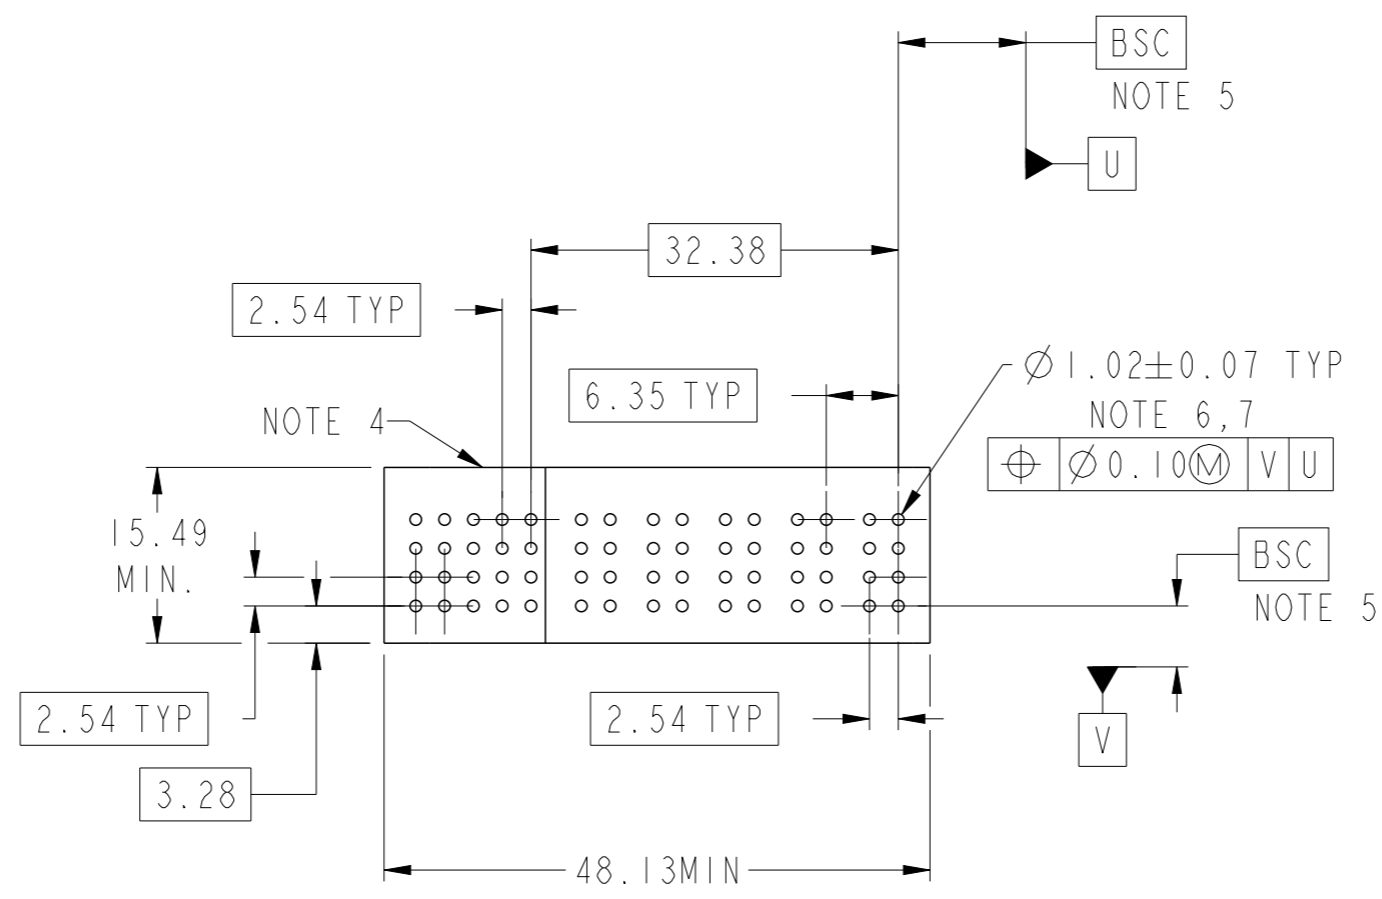 BSC
NOTE 5
U
32.38
2.54 TYP
6.35 TYP
Ø1.02±0.07 TYP
NOTE 6,7
⌖ Ø0.10Ⓜ V U
NOTE 4
15.49
MIN.
BSC
NOTE 5
2.54 TYP
2.54 TYP
V
3.28
48.13MIN